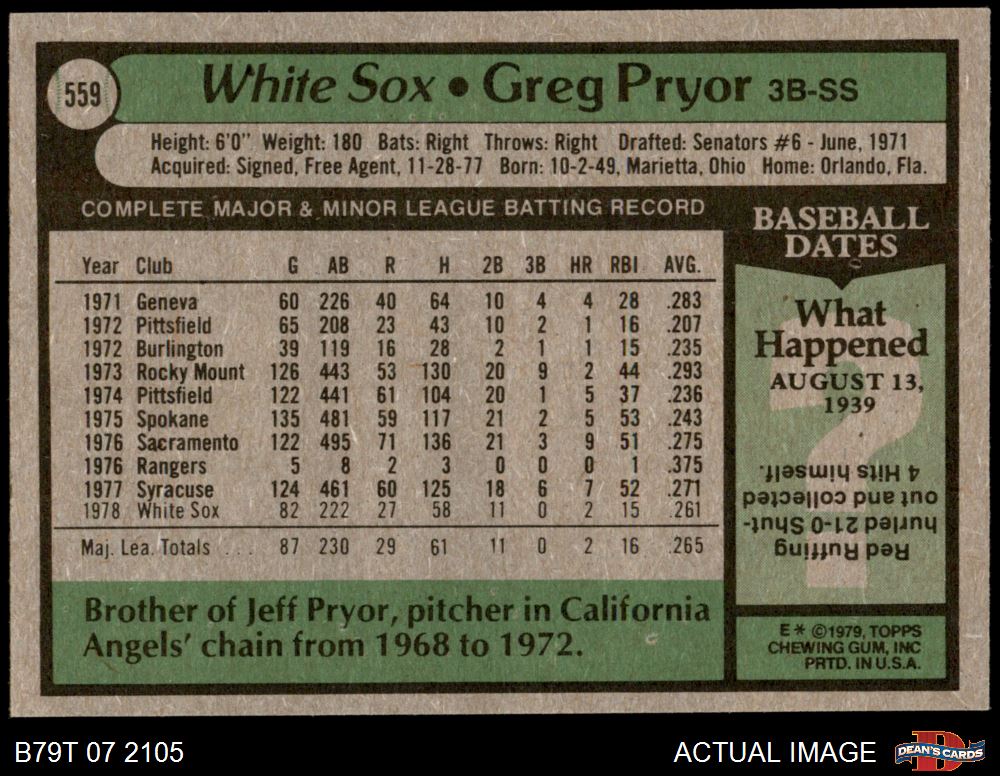 559
White Sox • Greg Pryor 3B-SS
Height: 6'0" Weight: 180 Bats: Right Throws: Right Drafted: Senators #6 - June, 1971
Acquired: Signed, Free Agent, 11-28-77 Born: 10-2-49, Marietta, Ohio Home: Orlando, Fla.
COMPLETE MAJOR & MINOR LEAGUE BATTING RECORD
Year Club G AB R H 2B 3B HR RBI AVG.
1971 Geneva 60 226 40 64 10 4 4 28 .283
1972 Pittsfield 65 208 23 43 10 2 1 16 .207
1972 Burlington 39 119 16 28 2 1 1 15 .235
1973 Rocky Mount 126 443 53 130 20 9 2 44 .293
1974 Pittsfield 122 441 61 104 20 1 5 37 .236
1975 Spokane 135 481 59 117 21 2 5 53 .243
1976 Sacramento 122 495 71 136 21 3 9 51 .275
1976 Rangers 5 8 2 3 0 0 0 1 .375
1977 Syracuse 124 461 60 125 18 6 7 52 .271
1978 White Sox 82 222 27 58 11 0 2 15 .261
Maj. Lea. Totals . . . 87 230 29 61 11 0 2 16 .265
Brother of Jeff Pryor, pitcher in California
Angels' chain from 1968 to 1972.
BASEBALL
DATES
What
Happened
AUGUST 13,
1939
Red Ruffing
hurled 21-0 Shut-
out and collected
4 Hits himself.
E* ©1979, TOPPS
CHEWING GUM, INC
PRTD. IN U.S.A.
B79T 07 2105
ACTUAL IMAGE
DEAN'S CARDS